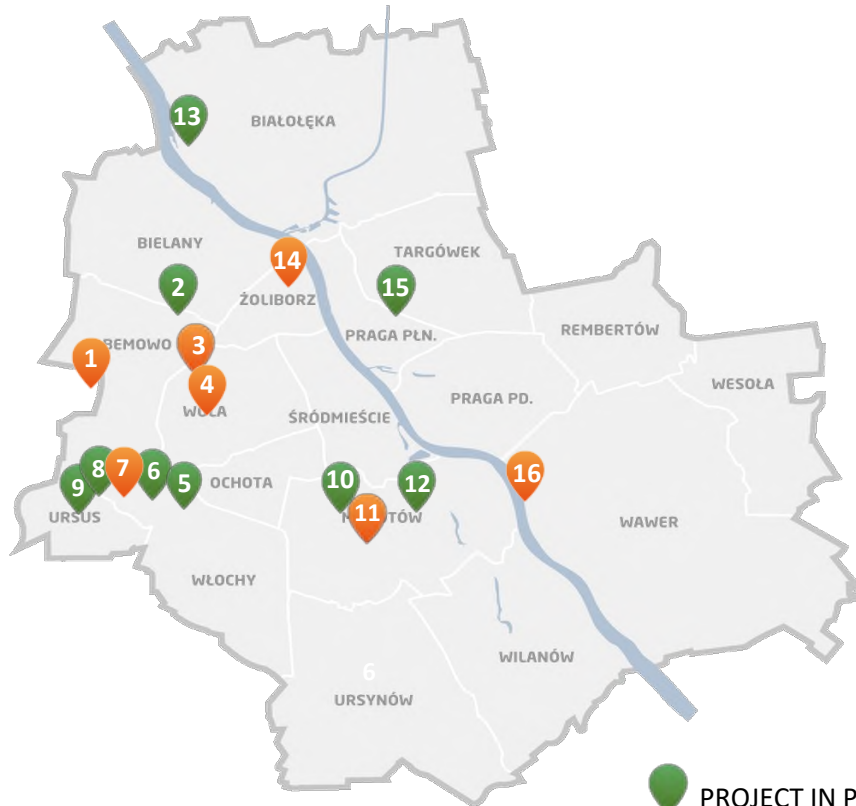 13
BIAŁOŁĘKA
BIELANY
TARGÓWEK
14
2
15
ŻOLIBORZ
REMBERTÓW
PRAGA PŁN.
BEMOWO
3
1
WESOŁA
4
PRAGA PD.
ŚRÓDMIEŚCIE
8
7
6
5
9
OCHOTA
10
12
16
11
URSUS
WAWER
WŁOCHY
WILANÓW
6
URSYNÓW
PROJECT IN P